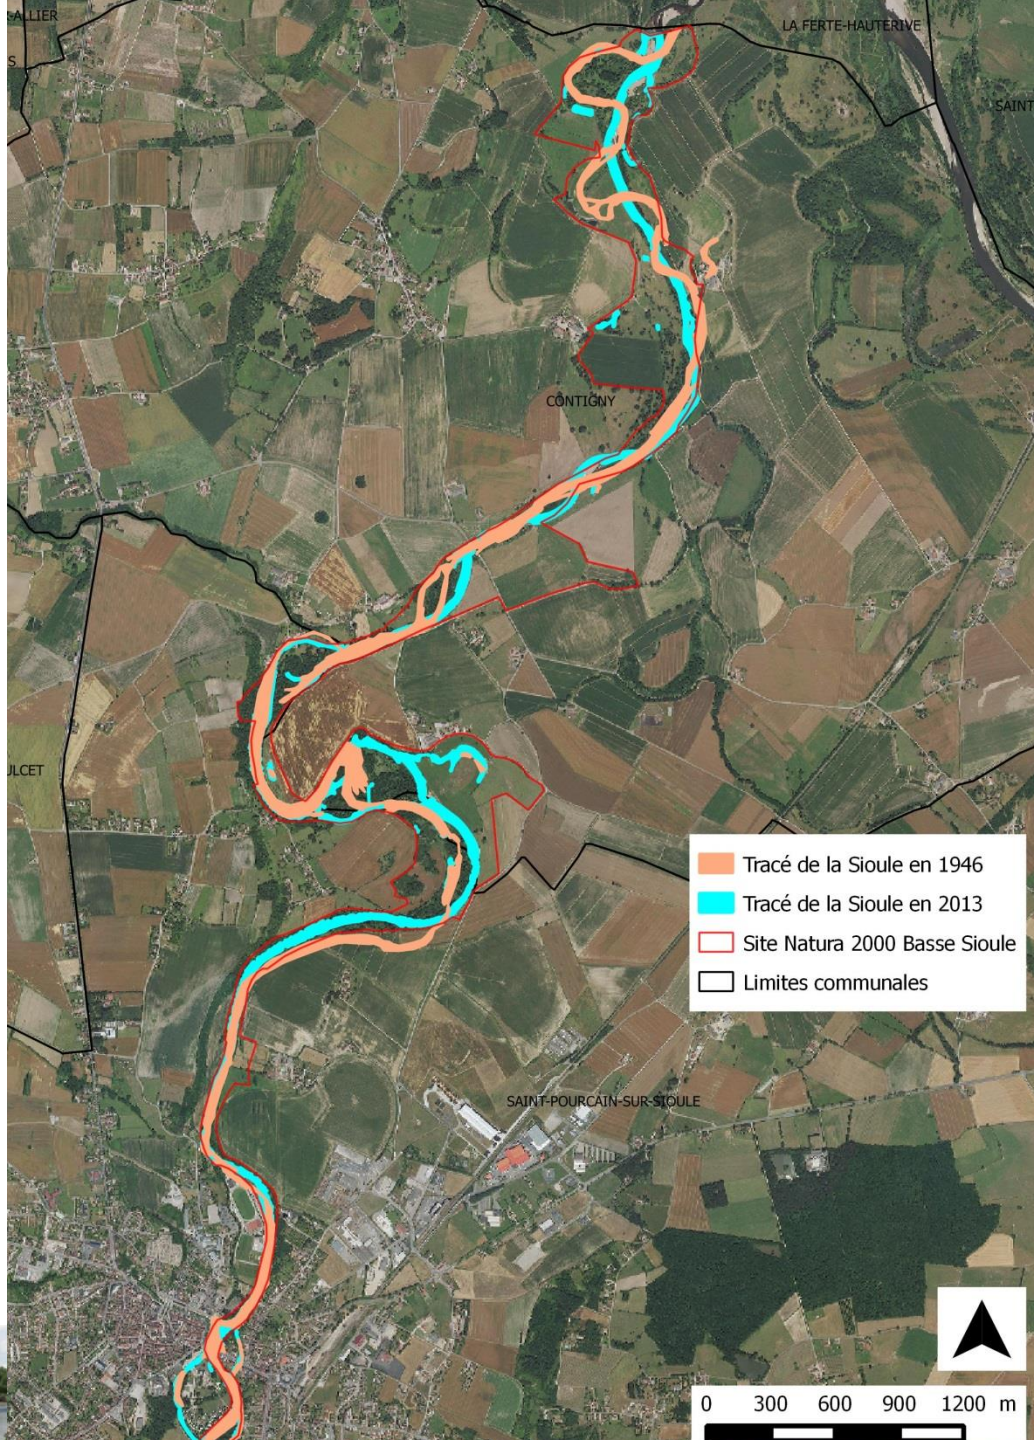 ALLIER
LA FERTE-HAUTERIVE
S
SAINT
CONTIGNY
ULCET
Tracé de la Sioule en 1946
Tracé de la Sioule en 2013
Site Natura 2000 Basse Sioule
Limites communales
SAINT-POURCAIN-SUR-SIOULE
0 300 600 900 1200 m